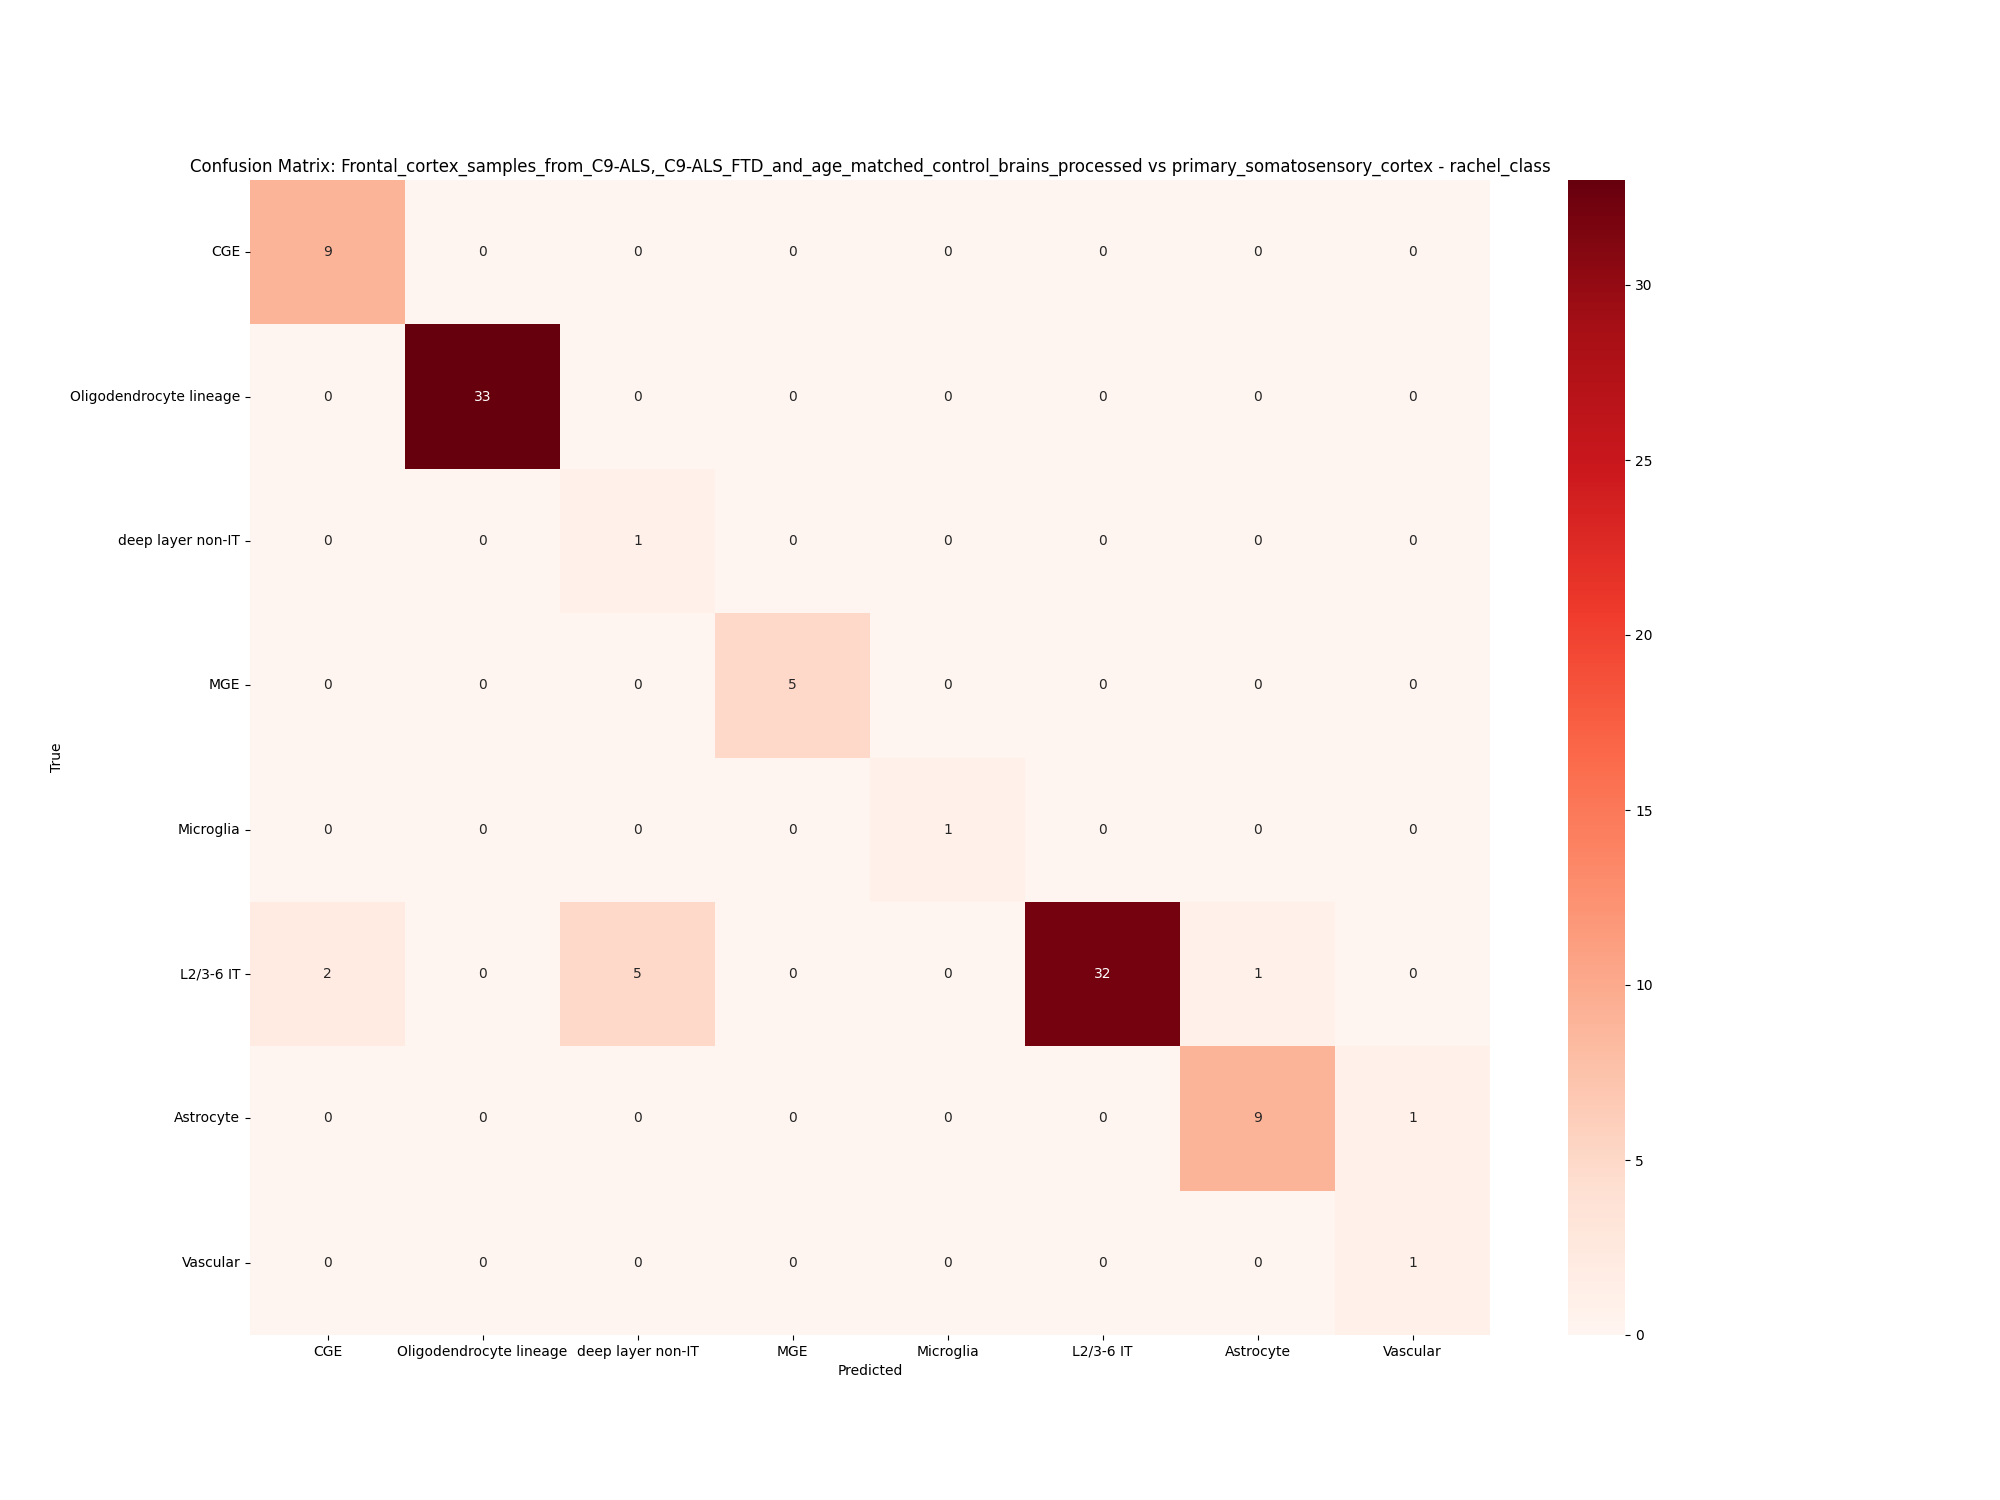 Confusion Matrix: Frontal_cortex_samples_from_C9-ALS,_C9-ALS_FTD_and_age_matched_control_brains_processed vs primary_somatosensory_cortex - rachel_class
CGE 9 0 0 0 0 0 0 0
Oligodendrocyte lineage 0 33 0 0 0 0 0 0
deep layer non-IT 0 0 1 0 0 0 0 0
MGE 0 0 0 5 0 0 0 0
True
Microglia 0 0 0 0 1 0 0 0
L2/3-6 IT 2 0 5 0 0 32 1 0
Astrocyte 0 0 0 0 0 0 9 1
Vascular 0 0 0 0 0 0 0 1
CGE Oligodendrocyte lineage deep layer non-IT MGE Microglia L2/3-6 IT Astrocyte Vascular
Predicted
30
25
20
15
10
5
0